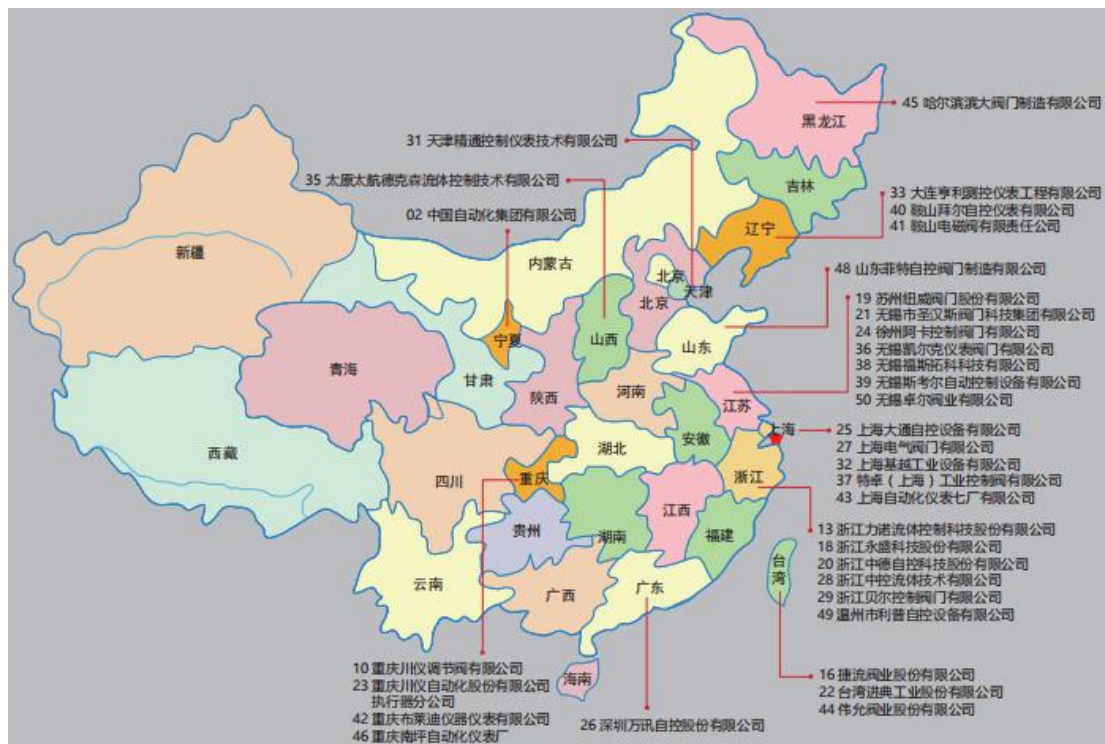 45 哈尔滨滨大阀门制造有限公司
黑龙江
31 天津精通控制仪表技术有限公司
35 太原太航德克森流体控制技术有限公司
吉林
33 大连亨利测控仪表工程有限公司
40 鞍山拜尔自控仪表有限公司
41 鞍山电磁阀有限责任公司
02 中国自动化集团有限公司
辽宁
新疆
内蒙古
北京
天津
北京
48 山东菲特自控阀门制造有限公司
19 苏州纽威阀门股份有限公司
21 无锡市圣汉斯阀门科技集团有限公司
24 徐州阿卡控制阀门有限公司
36 无锡凯尔克仪表阀门有限公司
38 无锡福斯拓科科技有限公司
39 无锡斯考尔自动控制设备有限公司
50 无锡卓尔阀业有限公司
宁夏
山西
山东
青海
甘肃
陕西
河南
江苏
上海
25 上海大通自控设备有限公司
27 上海电气阀门有限公司
32 上海基越工业设备有限公司
37 特卓（上海）工业控制阀有限公司
43 上海自动化仪表七厂有限公司
西藏
四川
重庆
湖北
安徽
浙江
13 浙江力诺流体控制科技股份有限公司
18 浙江永盛科技股份有限公司
20 浙江中德自控科技股份有限公司
28 浙江中控流体技术有限公司
29 浙江贝尔控制阀门有限公司
49 温州市利普自控设备有限公司
贵州
湖南
江西
福建
台湾
云南
广西
广东
10 重庆川仪调节阀有限公司
23 重庆川仪自动化股份有限公司
执行器分公司
42 重庆布莱迪仪器仪表有限公司
46 重庆南坪自动化仪表厂
海南
26 深圳万讯自控股份有限公司
16 捷流阀业股份有限公司
22 台湾进典工业股份有限公司
44 伟允阀业股份有限公司